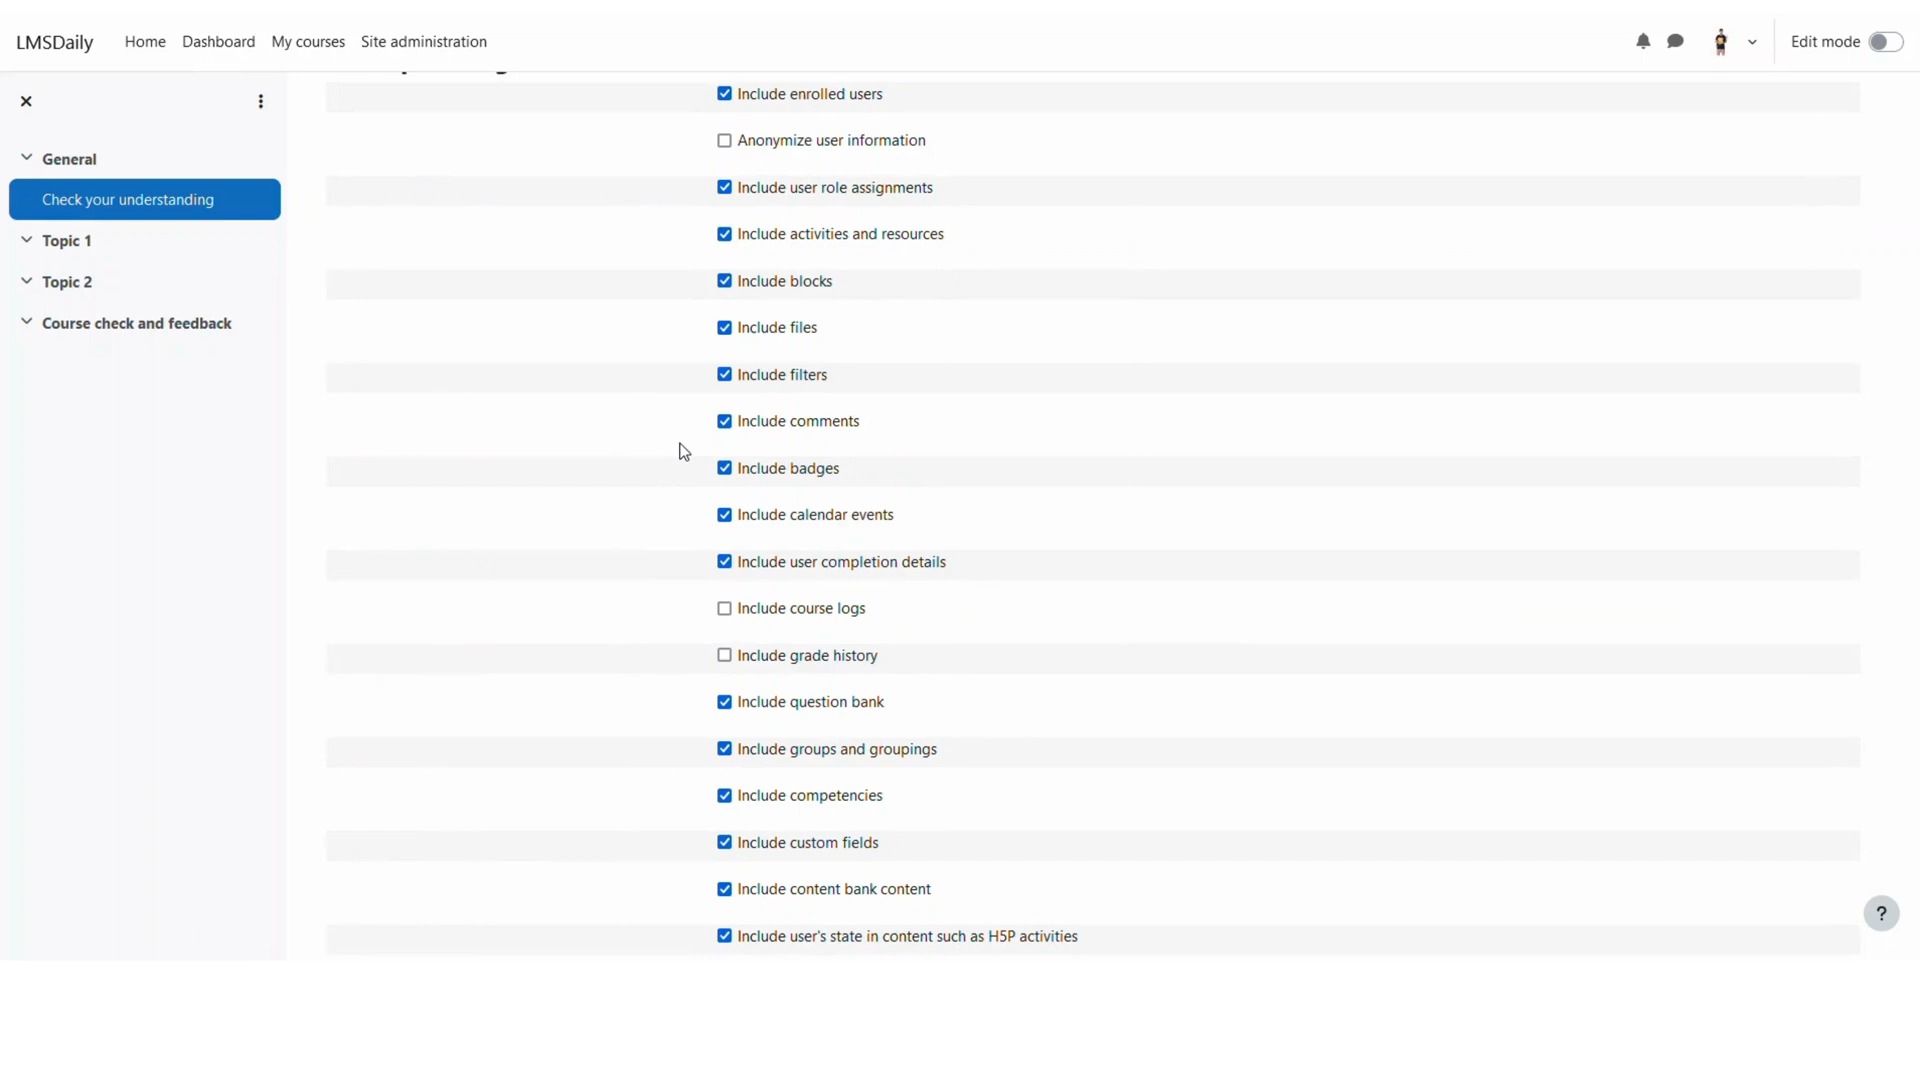 LMSDaily Home Dashboard My courses Site administration Edit mode
General
Check your understanding
Topic 1
Topic 2
Course check and feedback
Include enrolled users
Anonymize user information
Include user role assignments
Include activities and resources
Include blocks
Include files
Include filters
Include comments
Include badges
Include calendar events
Include user completion details
Include course logs
Include grade history
Include question bank
Include groups and groupings
Include competencies
Include custom fields
Include content bank content
Include user's state in content such as H5P activities
?